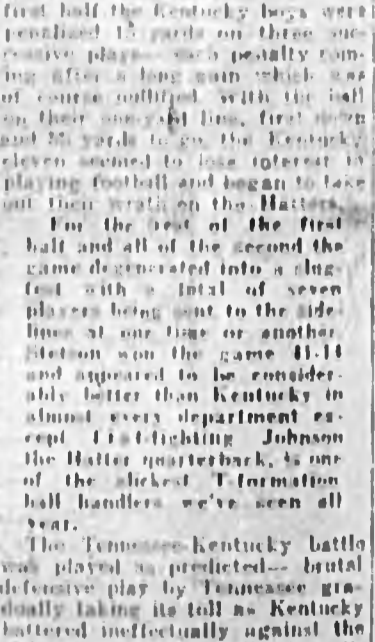 first half the Kentucky boys were
penalized 15 yards on three suc-
cessive plays, each penalty com-
ing after a long gain which was
of course nullified. With the ball
on their one-yard line, first down
and yards to go, the Kentucky
eleven seemed to lose interest in
playing football and began to take
out their wrath on the Hatters.
For the rest of the first
half and all of the second the
game degenerated into a slug-
fest with a total of seven
players being sent to the side-
lines at one time or another.
Stetson won the game
and appeared to be consider-
ably better than Kentucky in
almost every department ex-
cept fist-fighting. Johnson
the Hatter quarterback, is one
of the slickest T-formation
ball handlers we've seen all
year.
The Tennessee-Kentucky battle
was played as predicted— brutal
defensive play by Tennessee gra-
dually taking its toll as Kentucky
battered ineffectually against the